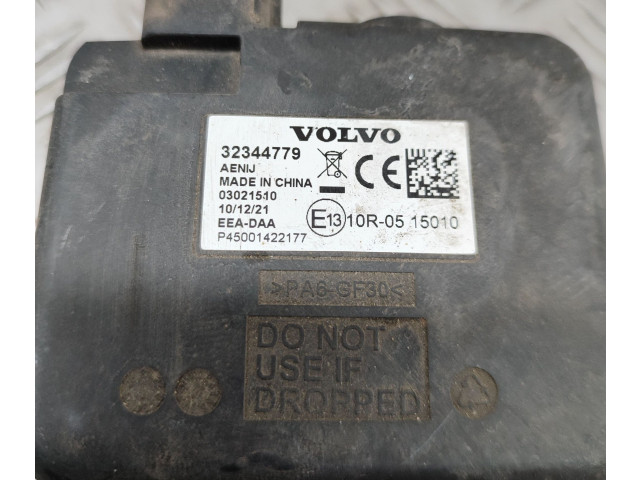 VOLVO
32344779
AENIJ
MADE IN CHINA
03021510
10/12/21
EEA-DAA
P45001422177
CE
E13 10R-05 15010
>PA6-GF30<
DO NOT
USE IF
DROPPED